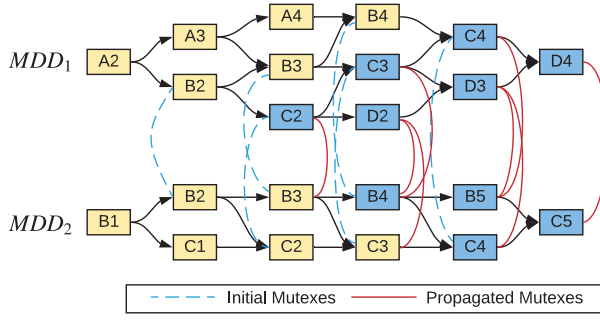 A4 B4
A3 C4
MDD₁ A2 B3 C3 D4
B2 D3
C2 D2
B2 B3 B4 B5
MDD₂ B1 C5
C1 C2 C3 C4
Initial Mutexes Propagated Mutexes